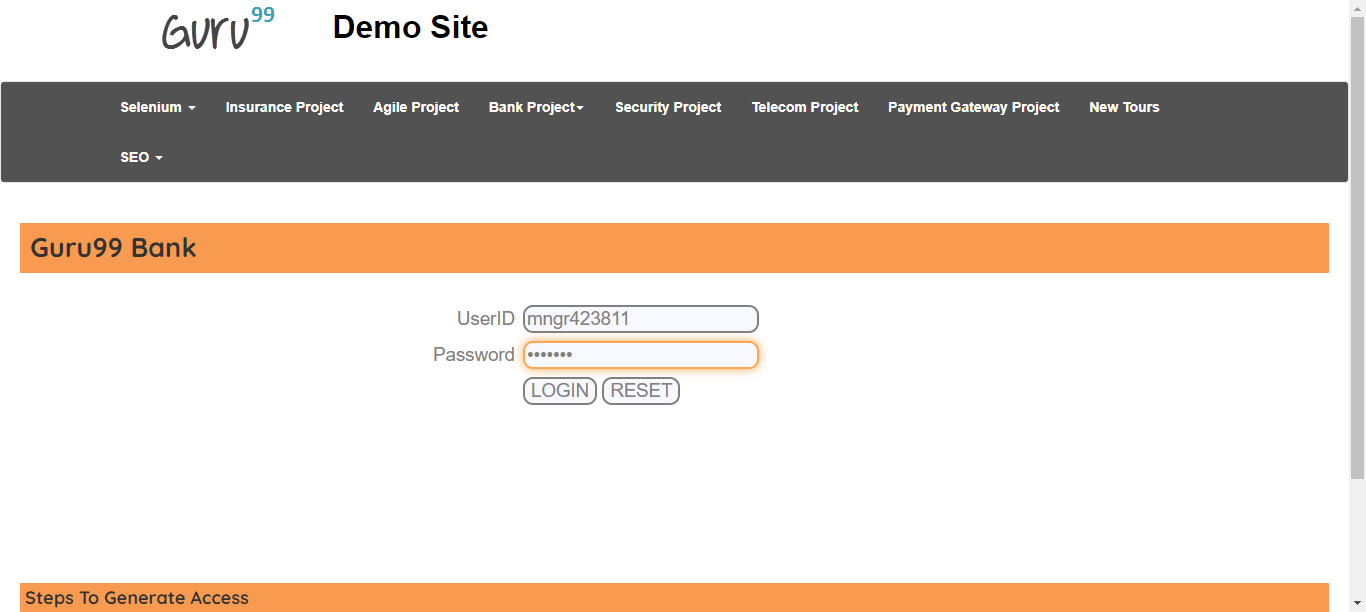 Guru99
Demo Site
Selenium Insurance Project Agile Project Bank Project Security Project Telecom Project Payment Gateway Project New Tours
SEO
Guru99 Bank
UserID mngr423811
Password •••••••
LOGIN RESET
Steps To Generate Access